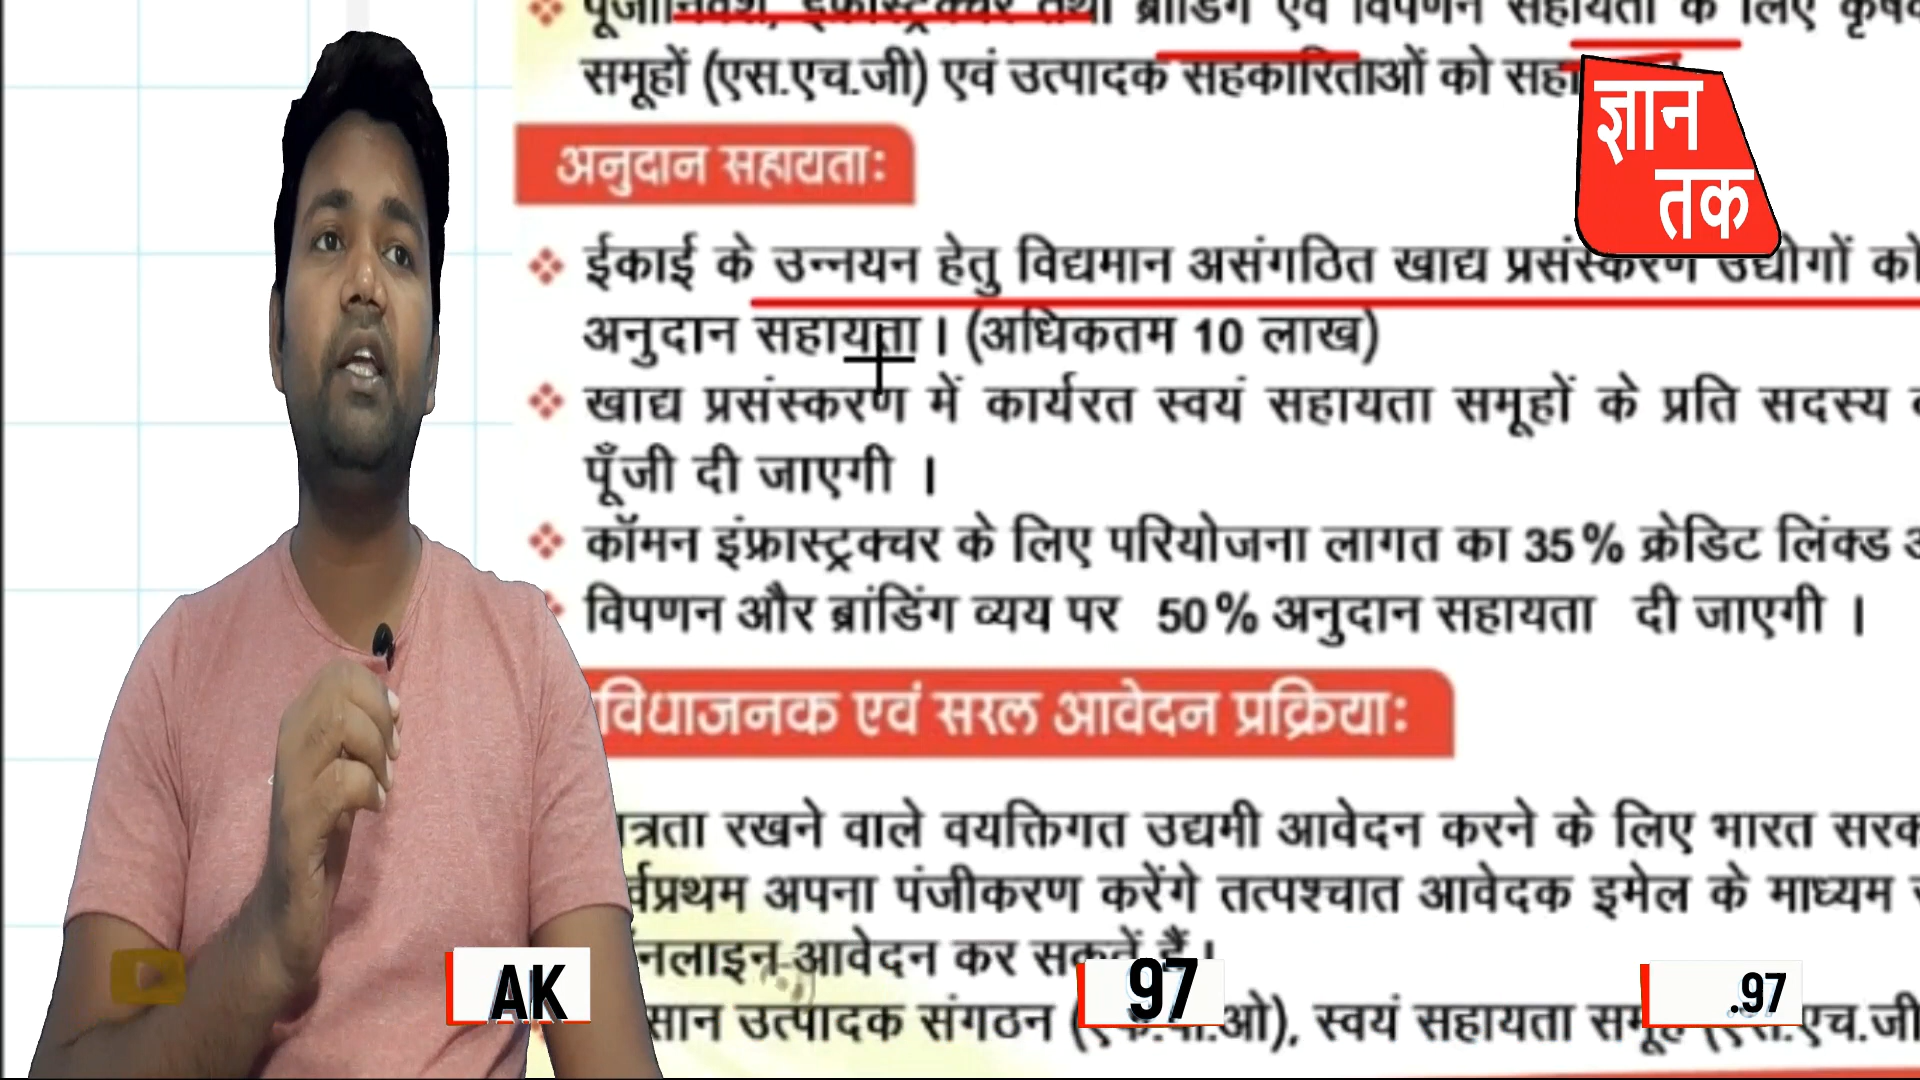 एवं विपणन सहायता के लिए
समूहों (एस.एच.जी) एवं उत्पादक सहकारिताओं को
ज्ञान
तक
अनुदान सहायताः
ईकाई के उन्नयन हेतु विद्यमान असंगठित खाद्य प्रसंस्करण उद्योगों को
अनुदान सहायता। (अधिकतम 10 लाख)
खाद्य प्रसंस्करण में कार्यरत स्वयं सहायता समूहों के प्रति सदस्य
पूँजी दी जाएगी ।
कॉमन इंफ्रास्ट्रक्चर के लिए परियोजना लागत का 35% क्रेडिट लिंक्ड
विपणन और ब्रांडिंग व्यय पर 50% अनुदान सहायता दी जाएगी ।
विधाजनक एवं सरल आवेदन प्रक्रियाः
त्रता रखने वाले वयक्तिगत उद्यमी आवेदन करने के लिए भारत
र्वप्रथम अपना पंजीकरण करेंगे तत्पश्चात आवेदक इमेल के माध्यम
नलाइन आवेदन कर सकतें हैं।
सान उत्पादक संगठन ओ), स्वयं सहायता
AK
97
.97